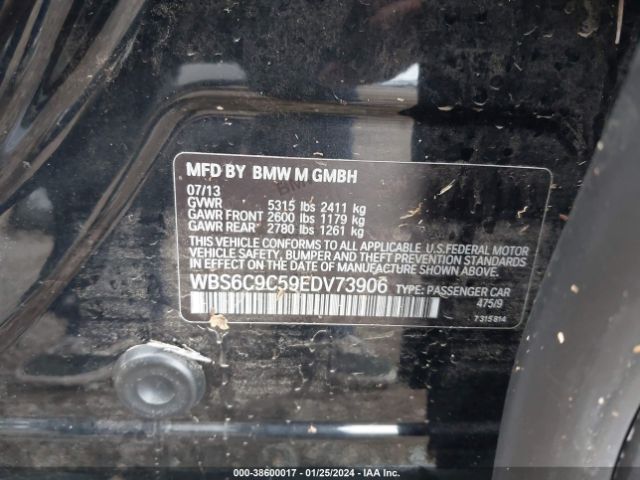 MFD BY BMW M GMBH
07/13
GVWR 5315 lbs 2411 kg
GAWR FRONT 2600 lbs 1179 kg
GAWR REAR 2780 lbs 1261 kg
THIS VEHICLE CONFORMS TO ALL APPLICABLE U.S.FEDERAL MOTOR
VEHICLE SAFETY, BUMPER, AND THEFT PREVENTION STANDARDS
IN EFFECT ON THE DATE OF MANUFACTURE SHOWN ABOVE.
WBS6C9C59EDV73906 TYPE: PASSENGER CAR
475/9
7 315 814
000-38600017 - 01/25/2024 - IAA Inc.